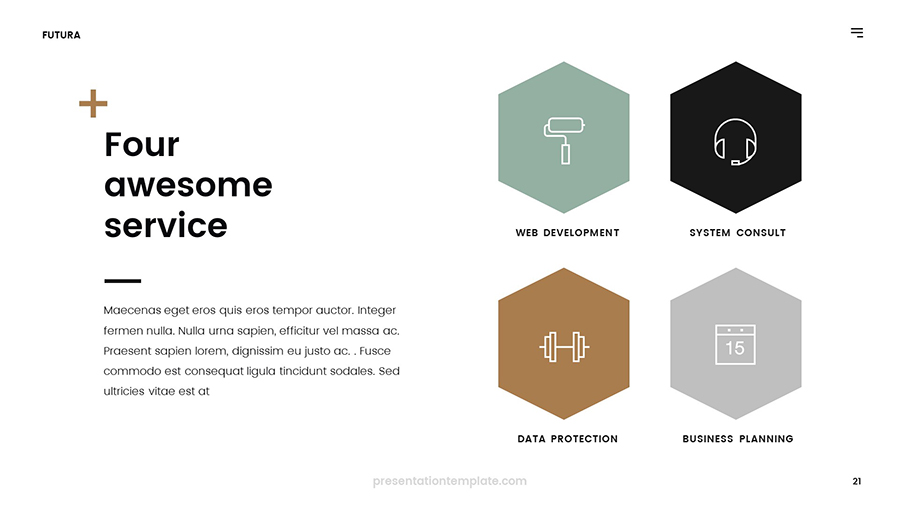 FUTURA
Four
awesome
service
Maecenas eget eros quis eros tempor auctor. Integer
fermen nulla. Nulla urna sapien, efficitur vel massa ac.
Praesent sapien lorem, dignissim eu justo ac. . Fusce
commodo est consequat ligula tincidunt sodales. Sed
ultricies vitae est at
WEB DEVELOPMENT
SYSTEM CONSULT
15
DATA PROTECTION
BUSINESS PLANNING
presentationtemplate.com
21